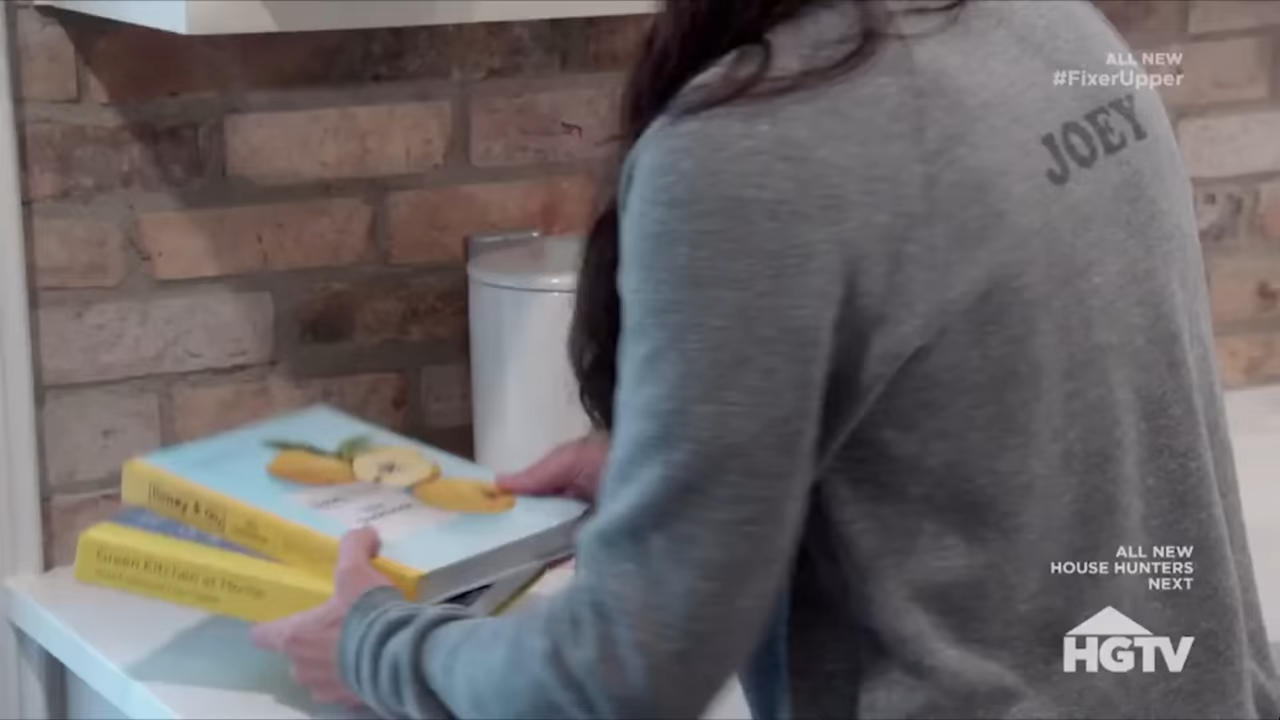 ALL NEW
#FixerUpper
JOEY
Honey & Co
Green Kitchen at Home
ALL NEW
HOUSE HUNTERS
NEXT
HGTV